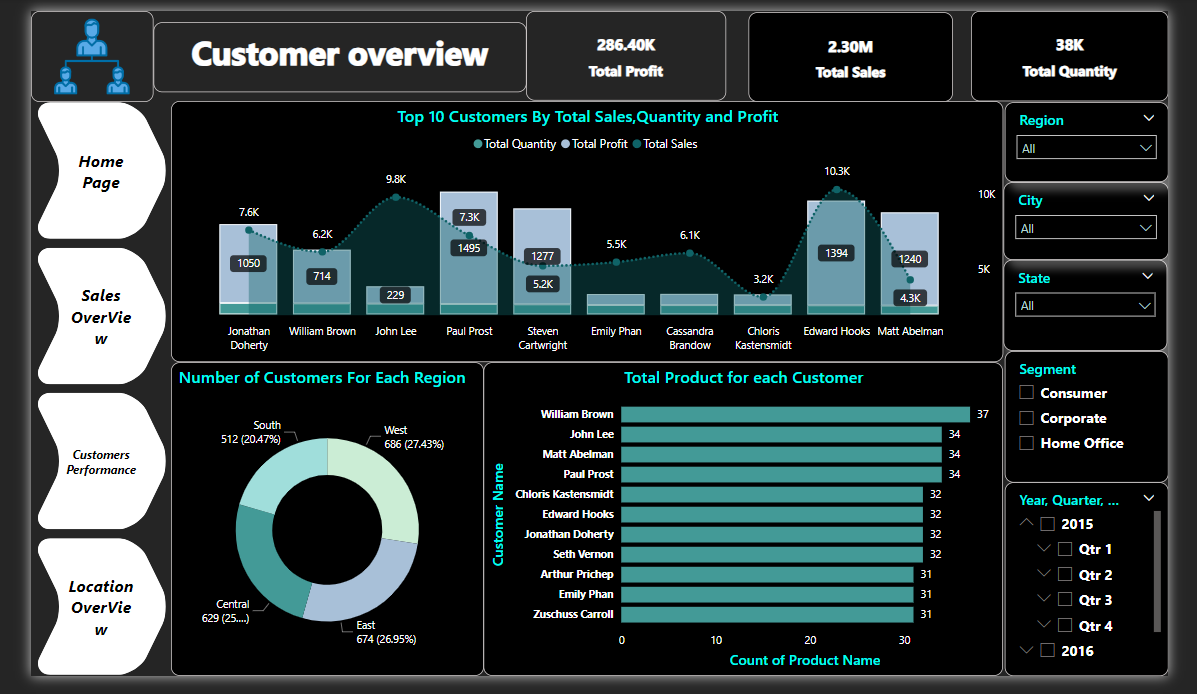 Customer overview
286.40K
Total Profit
2.30M
Total Sales
38K
Total Quantity
Home
Page
Sales
OverVie
w
Customers
Performance
Location
OverVie
w
Top 10 Customers By Total Sales,Quantity and Profit
Total Quantity Total Profit Total Sales
7.6K
6.2K
9.8K
7.3K
1495
1277
5.2K
5.5K
6.1K
3.2K
10.3K
1394
1240
4.3K
1050
714
229
10K
5K
Jonathan
Doherty
William Brown
John Lee
Paul Prost
Steven
Cartwright
Emily Phan
Cassandra
Brandow
Chloris
Kastensmidt
Edward Hooks
Matt Abelman
Number of Customers For Each Region
South
512 (20.47%)
West
686 (27.43%)
Central
629 (25....)
East
674 (26.95%)
Total Product for each Customer
Customer Name
William Brown 37
John Lee 34
Matt Abelman 34
Paul Prost 34
Chloris Kastensmidt 32
Edward Hooks 32
Jonathan Doherty 32
Seth Vernon 32
Arthur Prichep 31
Emily Phan 31
Zuschuss Carroll 31
0 10 20 30
Count of Product Name
Region
All
City
All
State
All
Segment
Consumer
Corporate
Home Office
Year, Quarter, ...
2015
Qtr 1
Qtr 2
Qtr 3
Qtr 4
2016